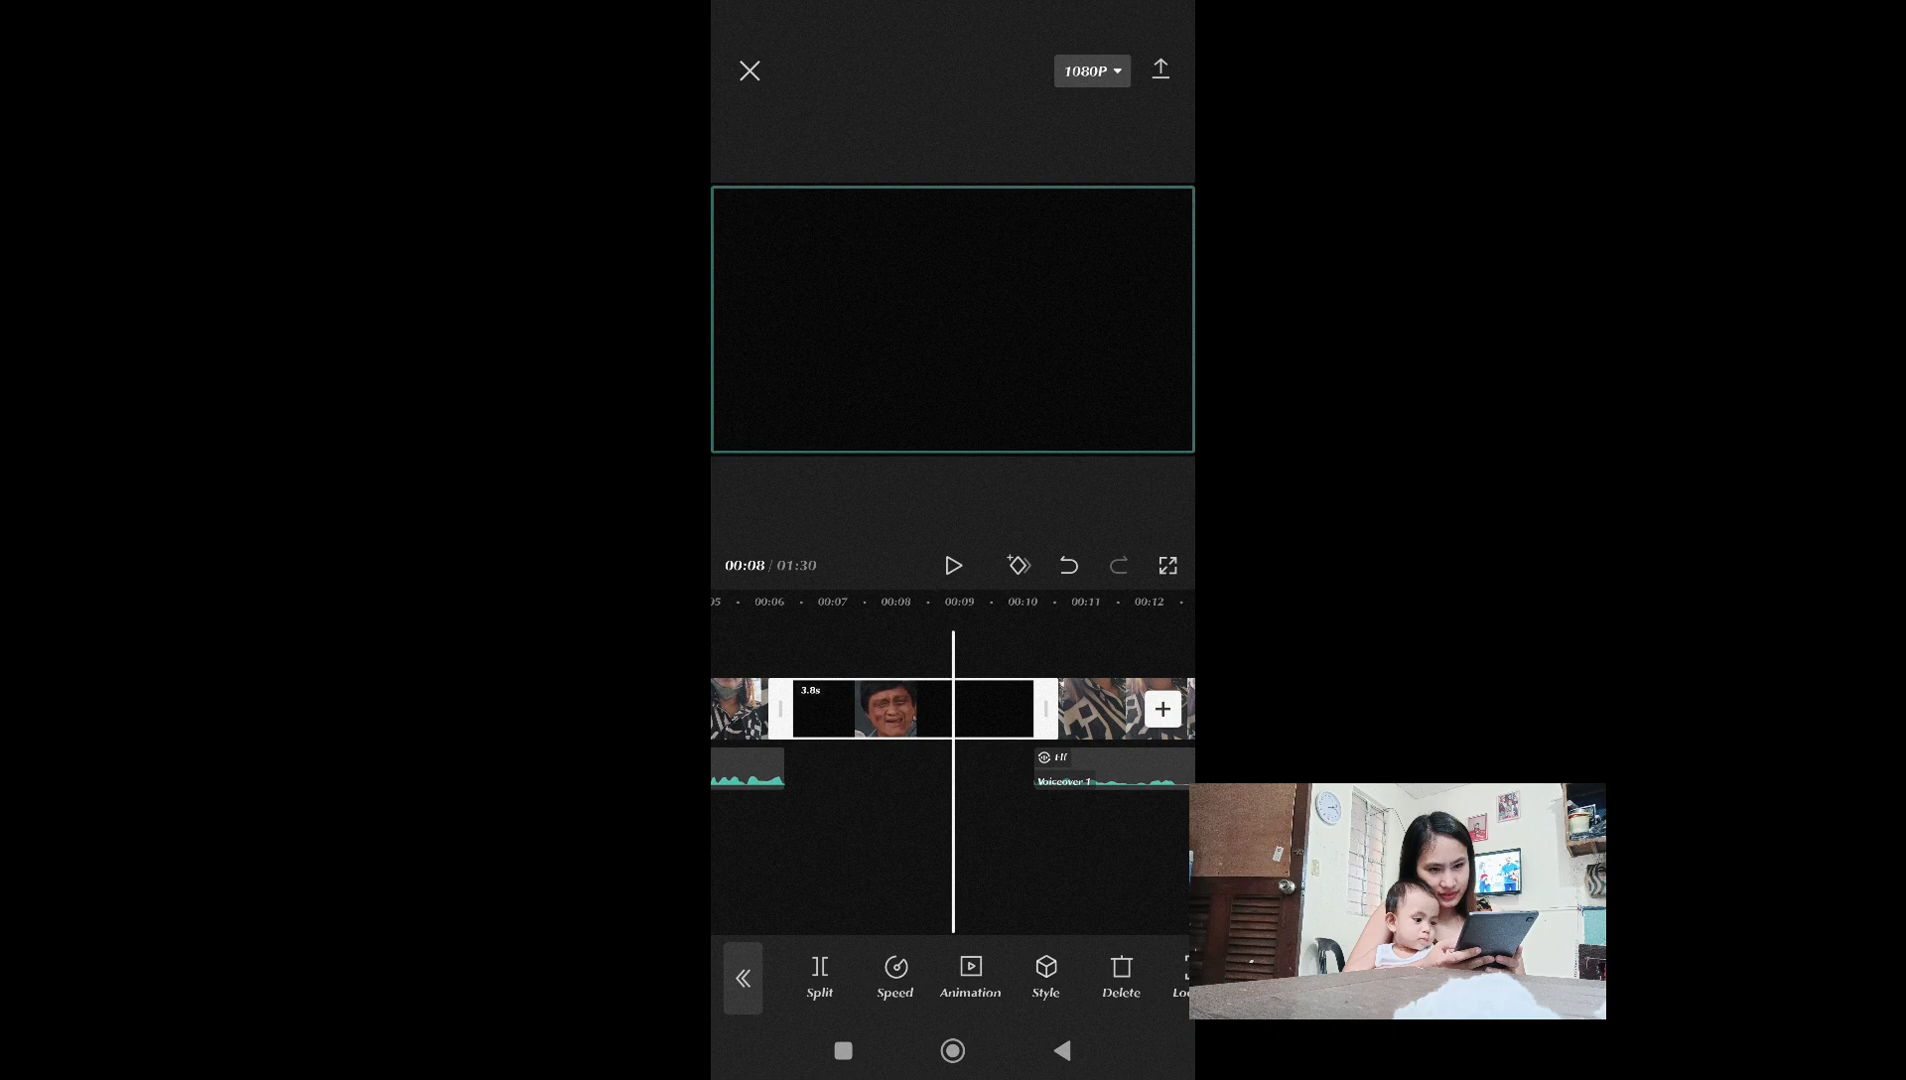 1080P
00:08 / 01:30
05 00:06 00:07 00:08 00:09 00:10 00:11 00:12
3.8s
Elf
Voiceover 1
Split Speed Animation Style Delete